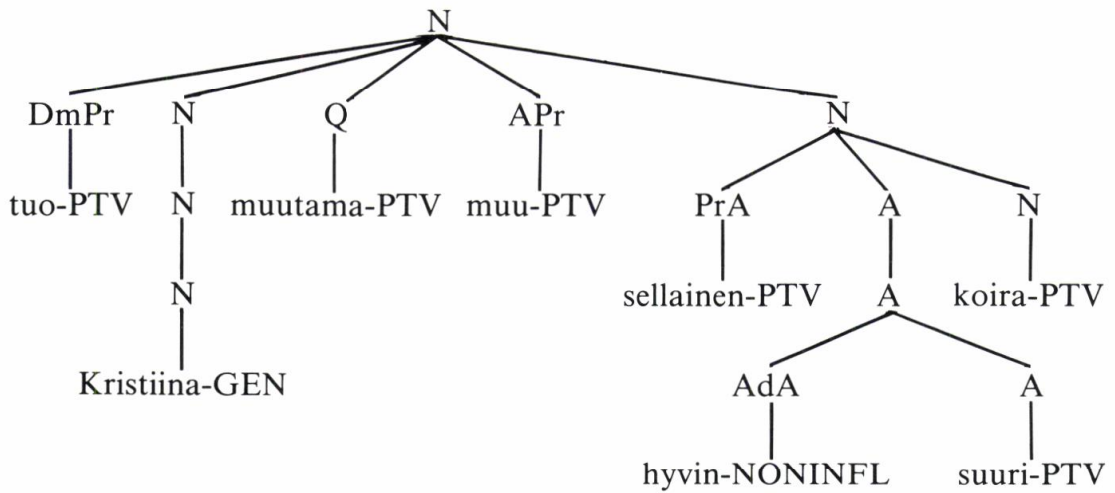 N
DmPr N Q APr N
tuo-PTV N muutama-PTV muu-PTV PrA A N
N sellainen-PTV A koira-PTV
Kristiina-GEN AdA A
hyvin-NONINFL suuri-PTV